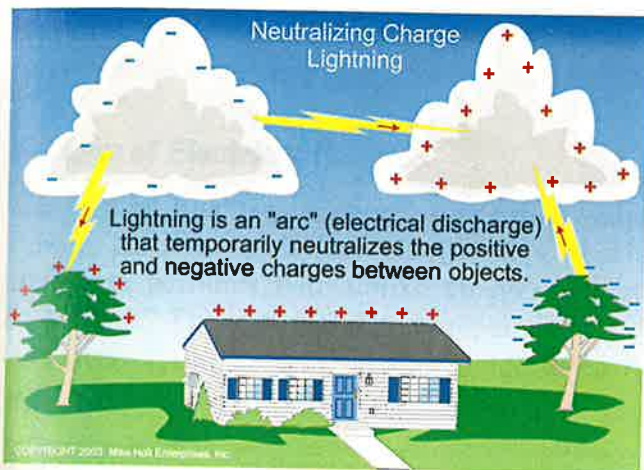 Neutralizing Charge
Lightning
Lightning is an "arc" (electrical discharge)
that temporarily neutralizes the positive
and negative charges between objects.
COPYRIGHT 2003 Mike Holt Enterprises, Inc.